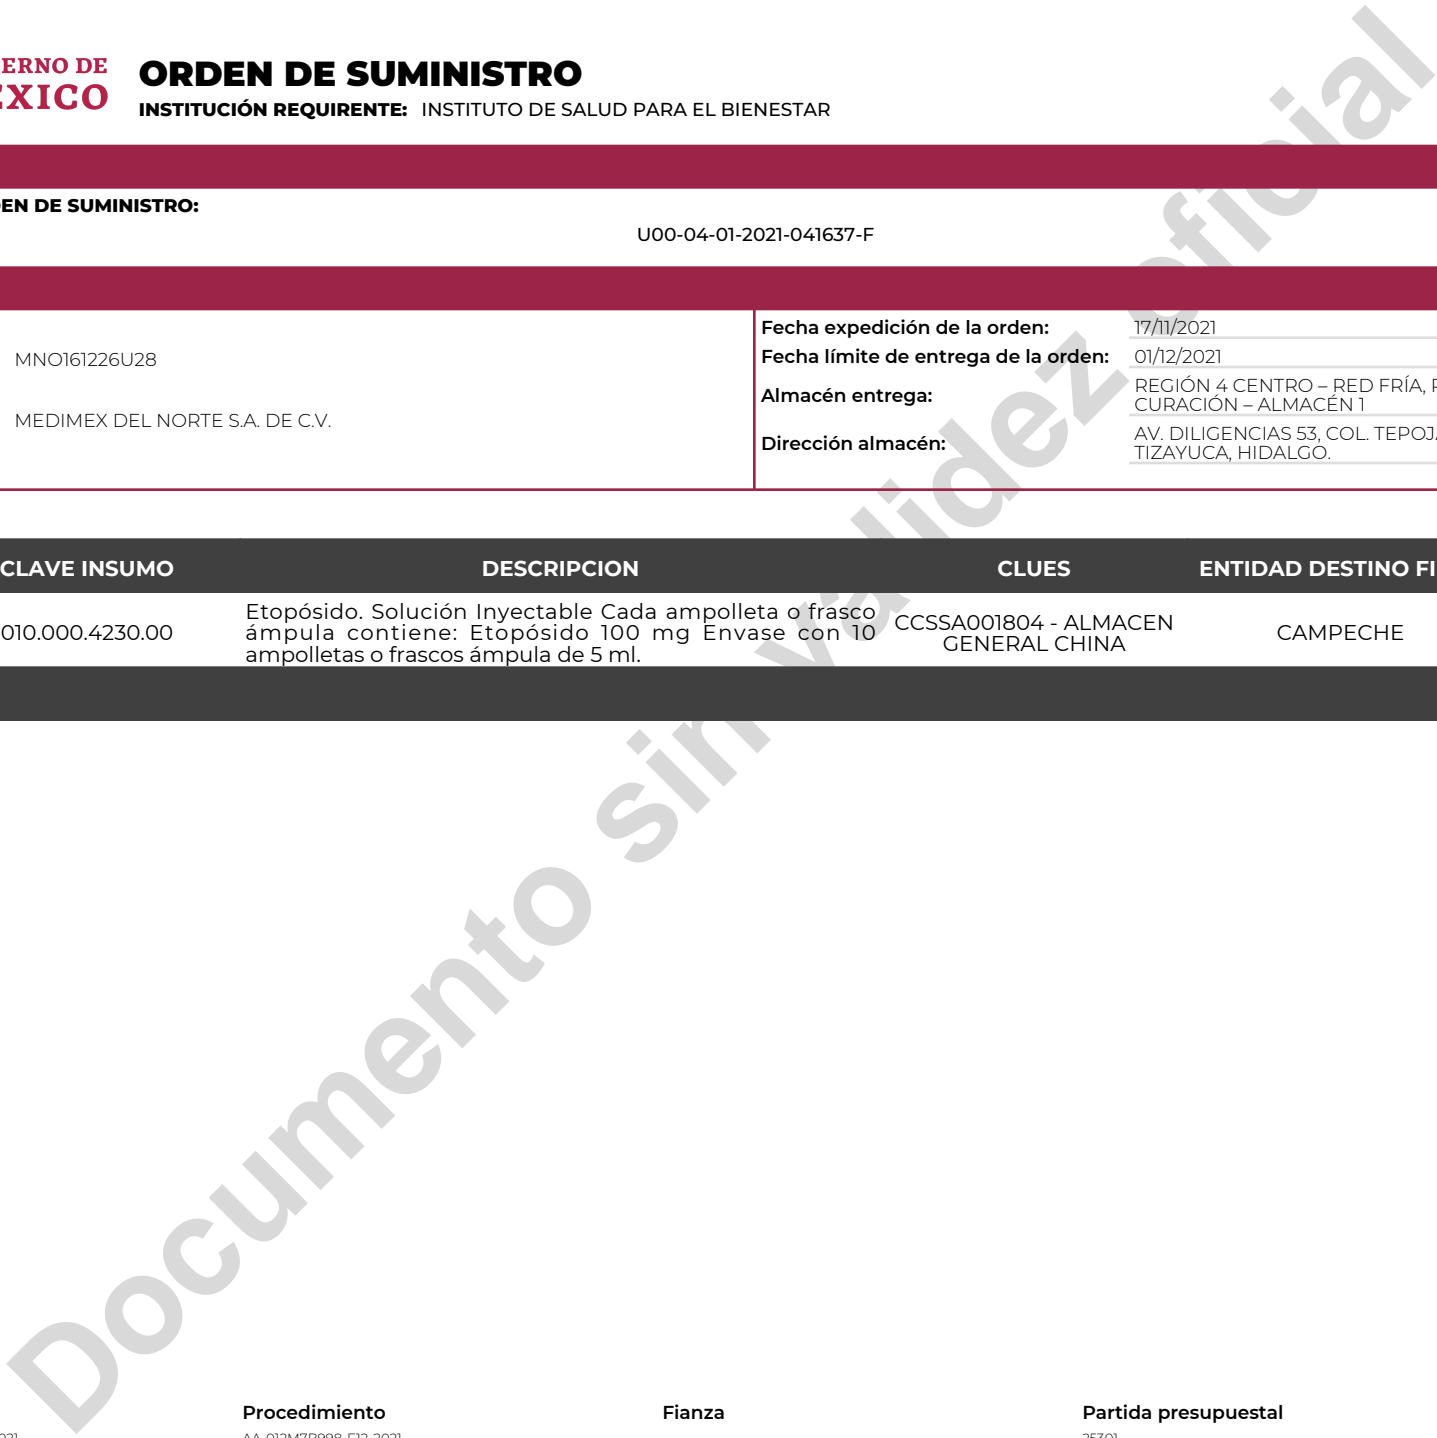 ERNO DE
ORDEN DE SUMINISTRO
EXICO
INSTITUCIÓN REQUIRENTE: INSTITUTO DE SALUD PARA EL BIENESTAR
EN DE SUMINISTRO:
U00-04-01-2021-041637-F
MNO161226U28
MEDIMEX DEL NORTE S.A. DE C.V.
Fecha expedición de la orden: 17/11/2021
Fecha límite de entrega de la orden: 01/12/2021
Almacén entrega: REGIÓN 4 CENTRO – RED FRÍA,
CURACIÓN – ALMACÉN 1
Dirección almacén: AV. DILIGENCIAS 53, COL. TEPOJ
TIZAYUCA, HIDALGO.
CLAVE INSUMO DESCRIPCION CLUES ENTIDAD DESTINO FI
010.000.4230.00
Etopósido. Solución Inyectable Cada ampolleta o frasco
ámpula contiene: Etopósido 100 mg Envase con 10
ampolletas o frascos ámpula de 5 ml.
CCSSA001804 - ALMACEN
GENERAL CHINA
CAMPECHE
Documento sin validez oficial
Procedimiento Fianza Partida presupuestal